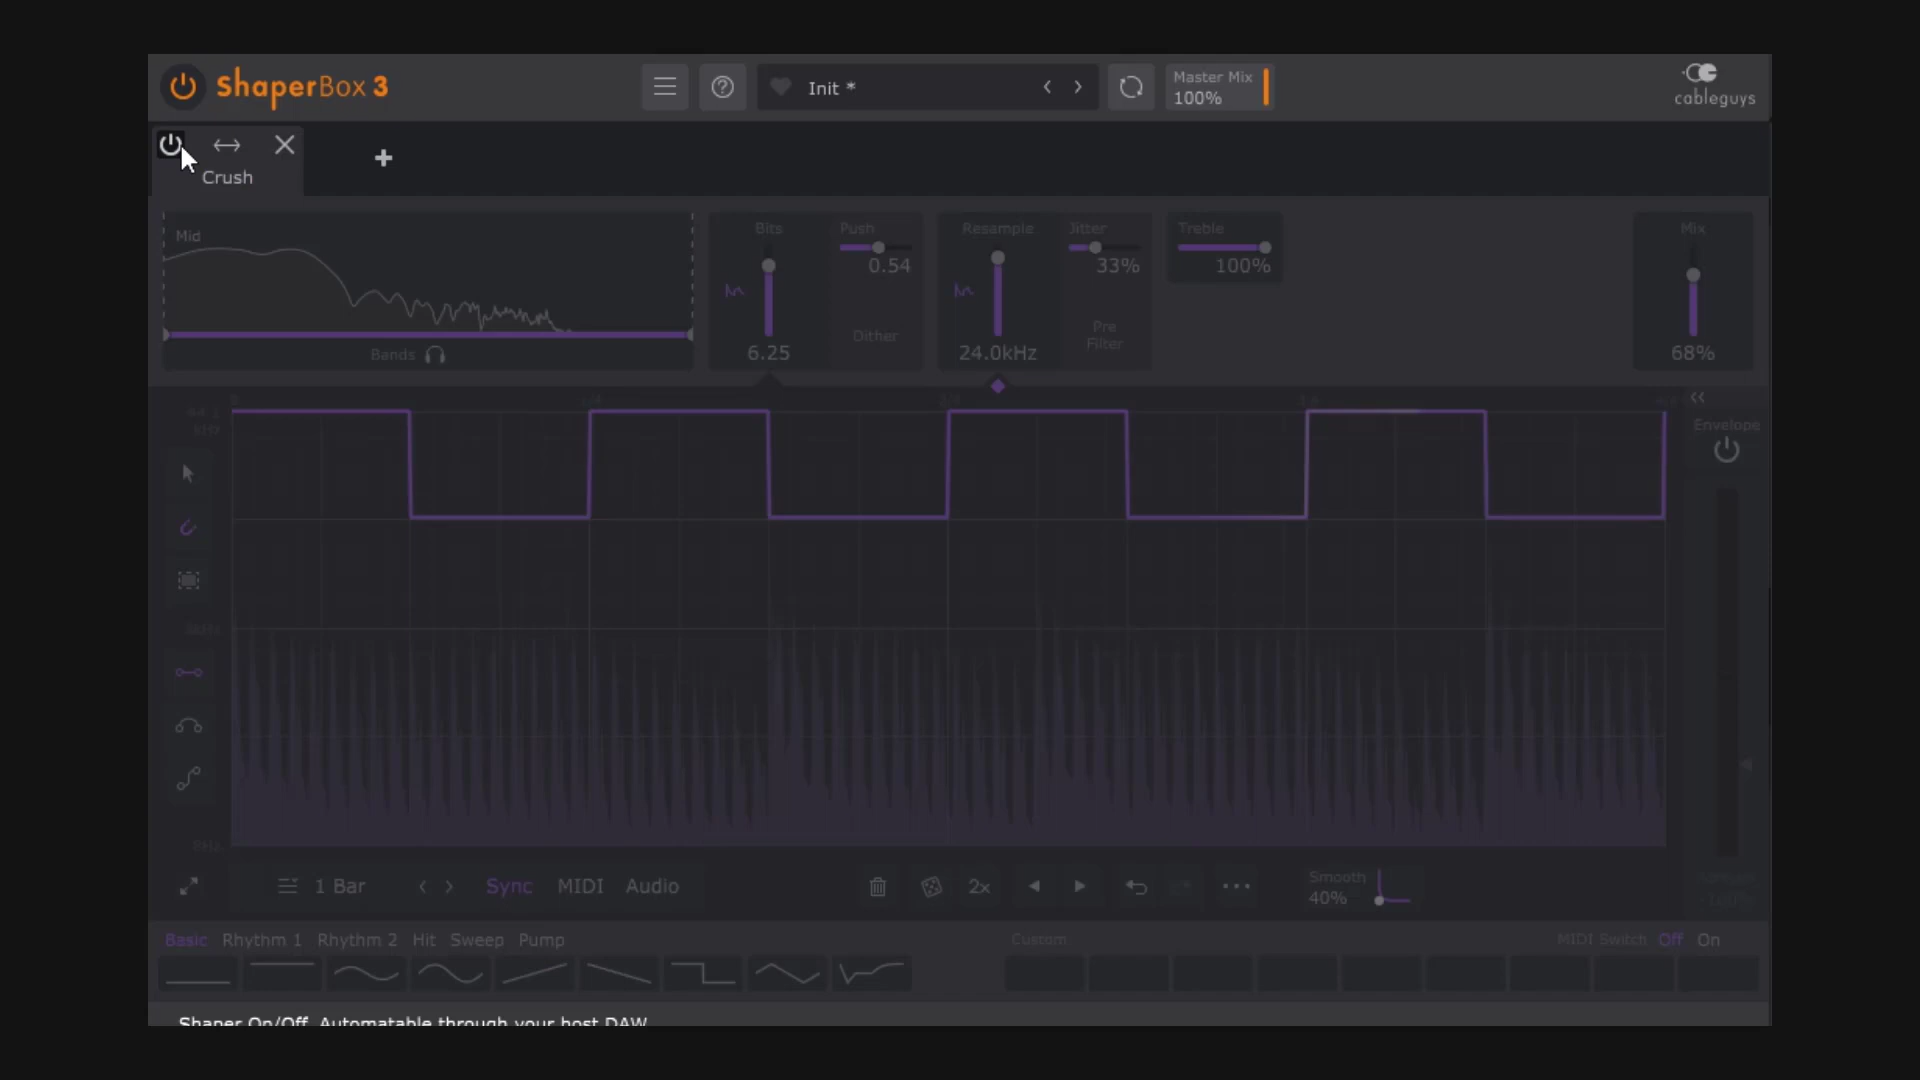 ShaperBox 3
Init *
Master Mix
100%
cableguys
Crush
Mid
Bands
Bits
6.25
Push
0.54
Dither
Resample
24.0kHz
Jitter
33%
Pre
Filter
Treble
100%
Mix
68%
kHz
Envelope
1 Bar
Sync
MIDI
Audio
2x
Smooth
40%
Basic
Rhythm 1
Rhythm 2
Hit
Sweep
Pump
Custom
MIDI Switch
Off
On
Shaper On/Off. Automatable through your host DAW.